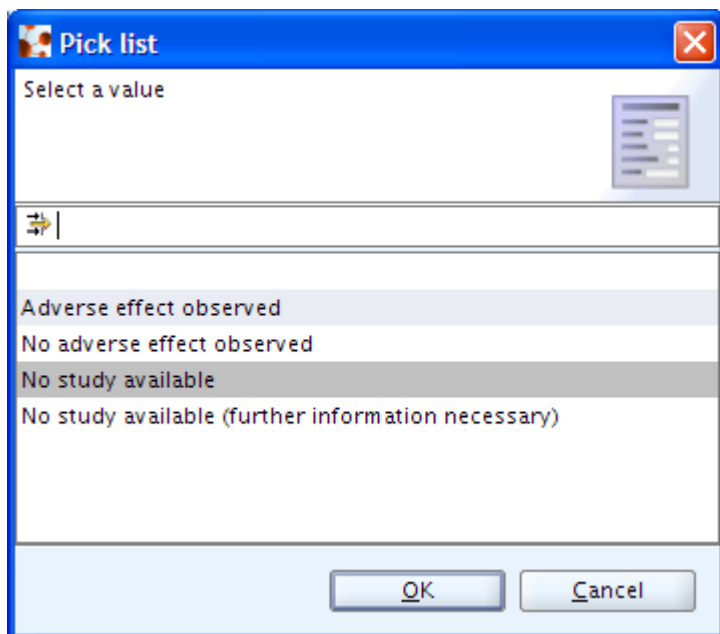 Pick list
Select a value
Adverse effect observed
No adverse effect observed
No study available
No study available (further information necessary)
OK
Cancel